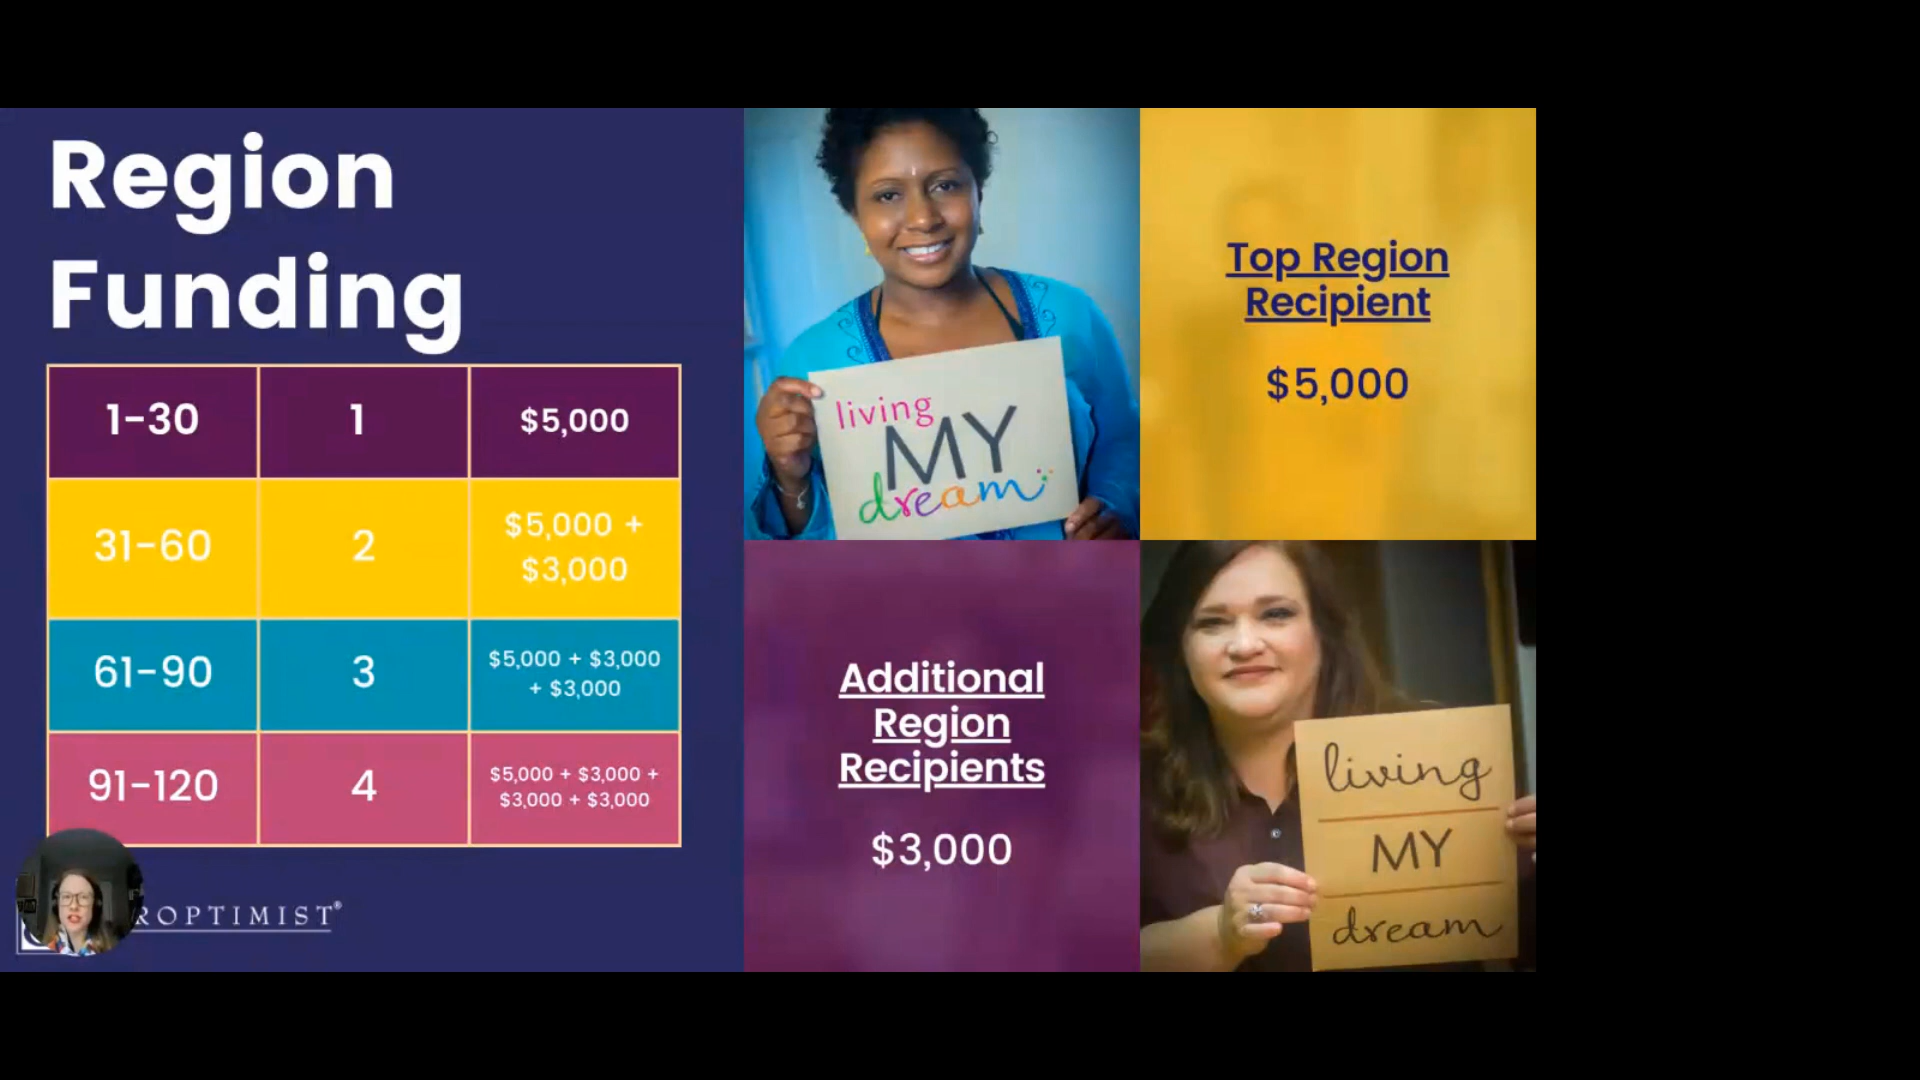 Region
Funding
1-30 1 $5,000
31-60 2 $5,000 +
$3,000
61-90 3 $5,000 + $3,000
+ $3,000
91-120 4 $5,000 + $3,000 +
$3,000 + $3,000
ROPTIMIST®
living
MY
dream
Top Region
Recipient
$5,000
Additional
Region
Recipients
$3,000
living
MY
dream